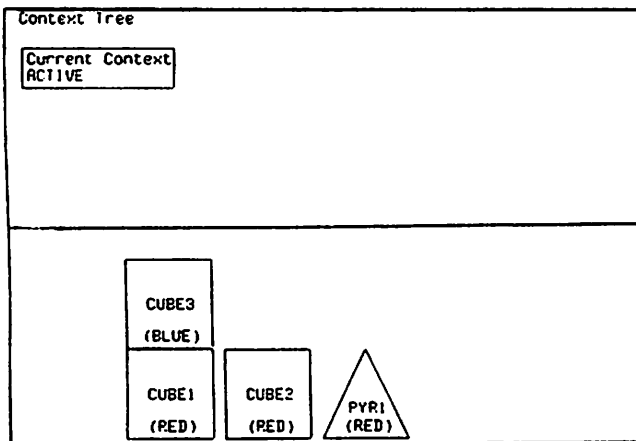 Context Tree
Current Context
ACTIVE
CUBE3
(BLUE)
CUBE1
(RED)
CUBE2
(RED)
PYR1
(RED)